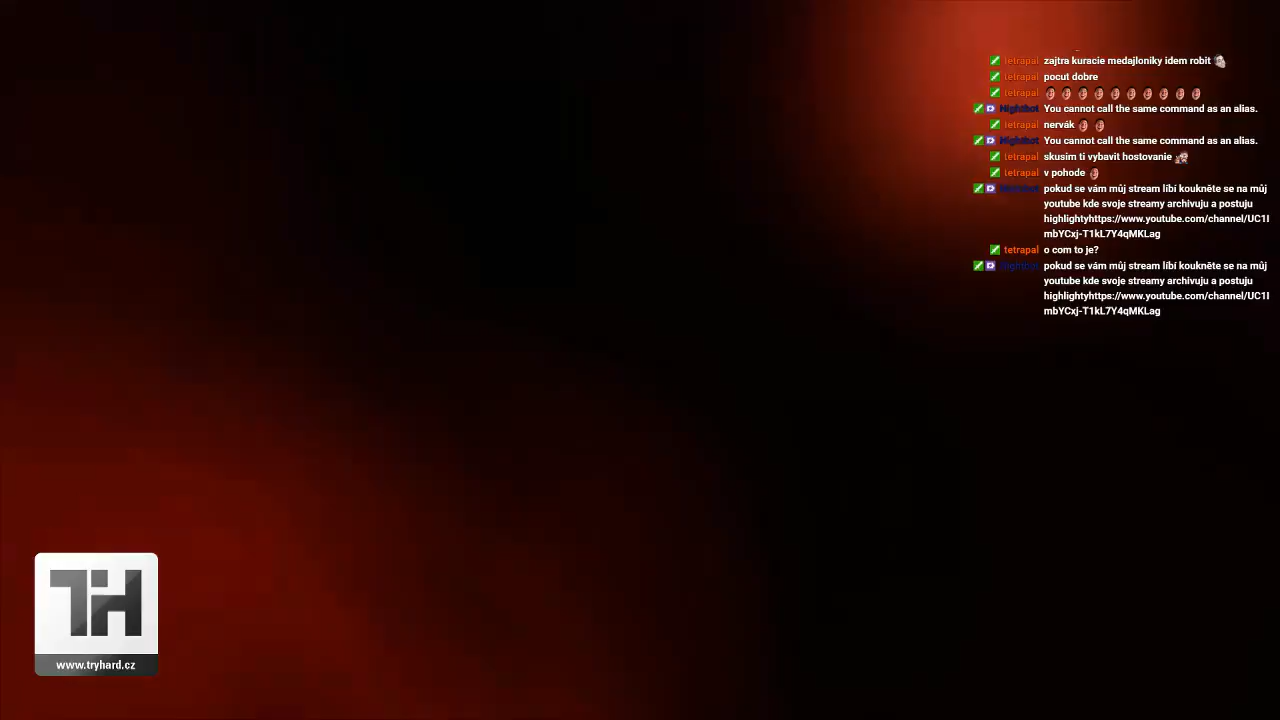 tetrapal zajtra kuracie medajloniky idem robit
tetrapal pocut dobre
tetrapal
Nightbot You cannot call the same command as an alias.
tetrapal nervák
Nightbot You cannot call the same command as an alias.
tetrapal skusim ti vybavit hostovanie
tetrapal v pohode
Nightbot pokud se vám můj stream líbí koukněte se na můj
youtube kde svoje streamy archivuju a postuju
highlightyhttps://www.youtube.com/channel/UC1I
mbYCxj-T1kL7Y4qMKLag
tetrapal o com to je?
Nightbot pokud se vám můj stream líbí koukněte se na můj
youtube kde svoje streamy archivuju a postuju
highlightyhttps://www.youtube.com/channel/UC1I
mbYCxj-T1kL7Y4qMKLag
TH
www.tryhard.cz